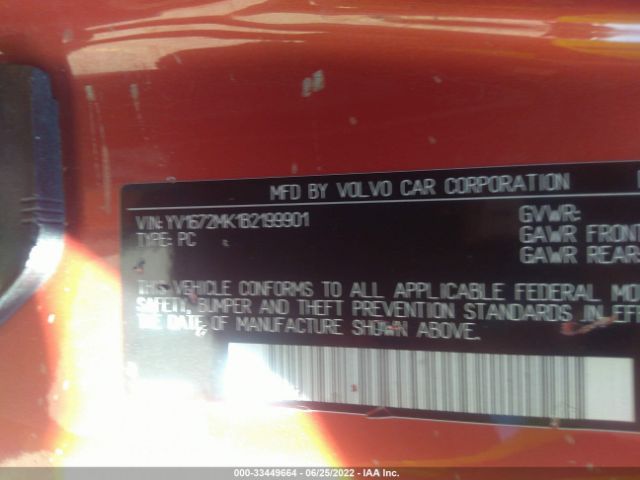 MFD BY VOLVO CAR CORPORATION
VIN: YV1672MK1B2199901
TYPE: PC
GVWR:
GAWR FRONT
GAWR REAR:
THIS VEHICLE CONFORMS TO ALL APPLICABLE FEDERAL MO
SAFETY, BUMPER AND THEFT PREVENTION STANDARDS IN EFF
THE DATE OF MANUFACTURE SHOWN ABOVE.
000-33449664 - 06/25/2022 - IAA Inc.